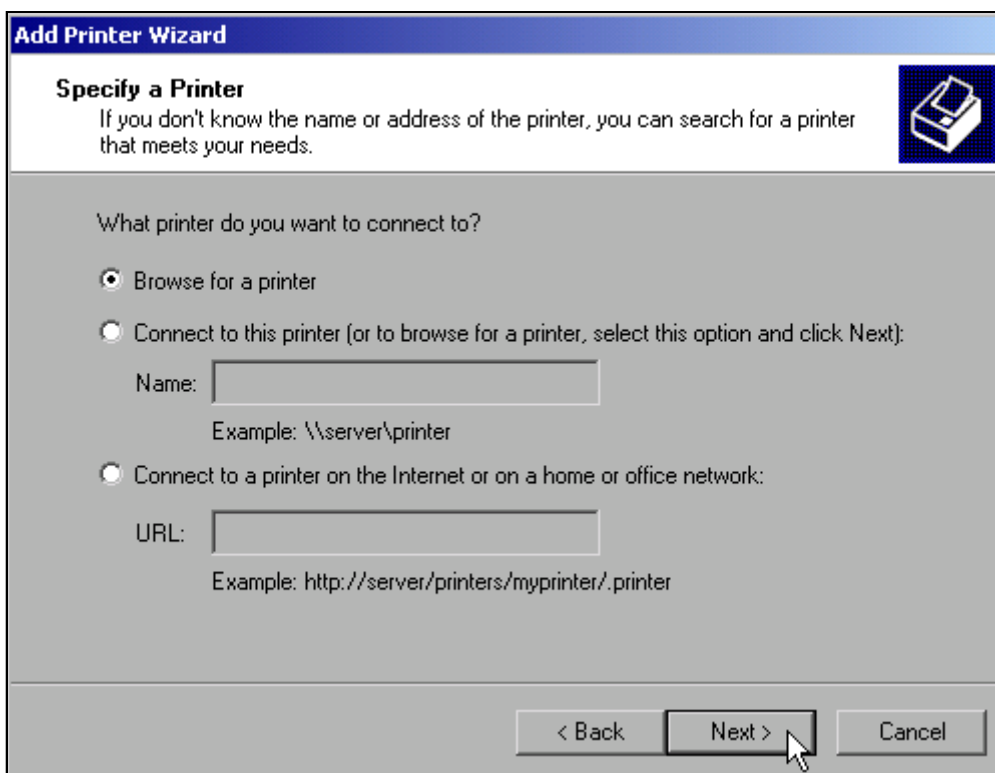 Add Printer Wizard
Specify a Printer
If you don't know the name or address of the printer, you can search for a printer
that meets your needs.
What printer do you want to connect to?
Browse for a printer
Connect to this printer (or to browse for a printer, select this option and click Next):
Name:
Example: \\server\printer
Connect to a printer on the Internet or on a home or office network:
URL:
Example: http://server/printers/myprinter/.printer
< Back Next > Cancel